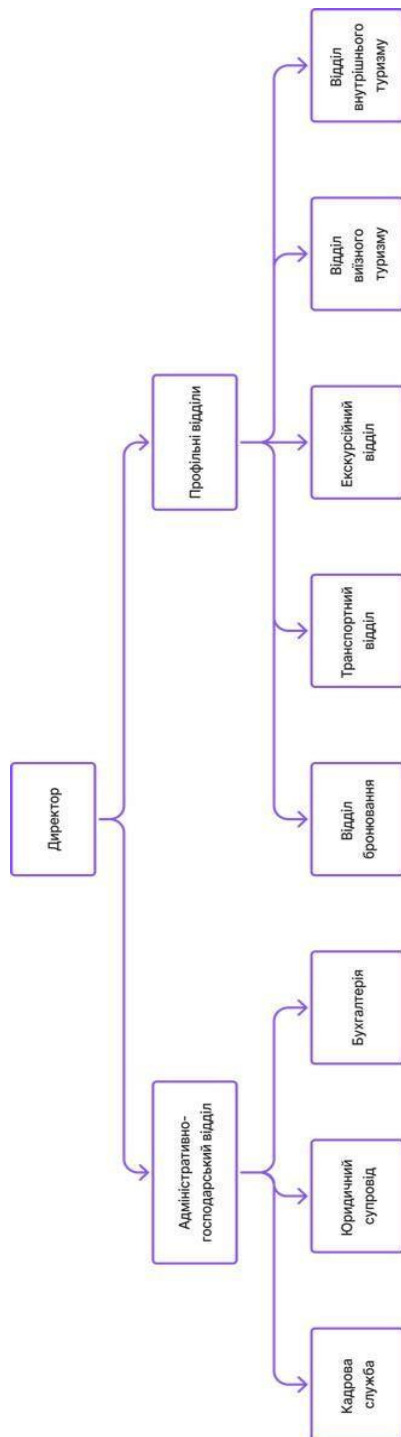 Директор
Адміністративно-
господарський відділ
Профільні відділи
Кадрова
служба
Юридичний
супровід
Бухгалтерія
Відділ
бронювання
Транспортний
відділ
Екскурсійний
відділ
Відділ
виїзного
туризму
Відділ
внутрішнього
туризму